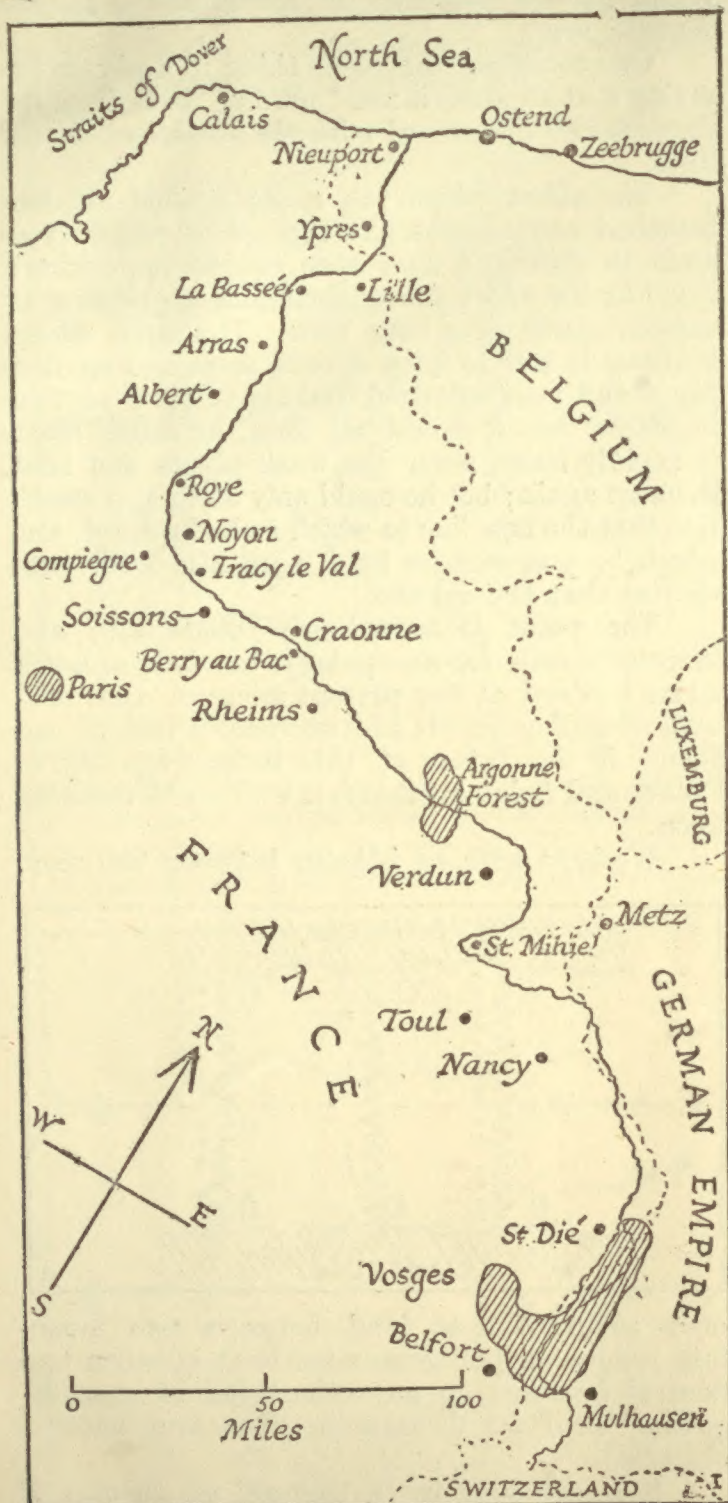 North Sea
Straits of Dover
Calais
Ostend
Nieuport
Zeebrugge
Ypres
La Basseé
Lille
Arras
BELGIUM
Albert
Roye
Noyon
Compiegne
Tracy le Val
Soissons
Craonne
Berry au Bac
Paris
Rheims
LUXEMBURG
Argonne
Forest
FRANCE
Verdun
Metz
St. Mihiel
GERMAN EMPIRE
Toul
Nancy
N
W
E
S
St. Dié
Vosges
Belfort
0 50 100
Miles
Mulhausen
SWITZERLAND